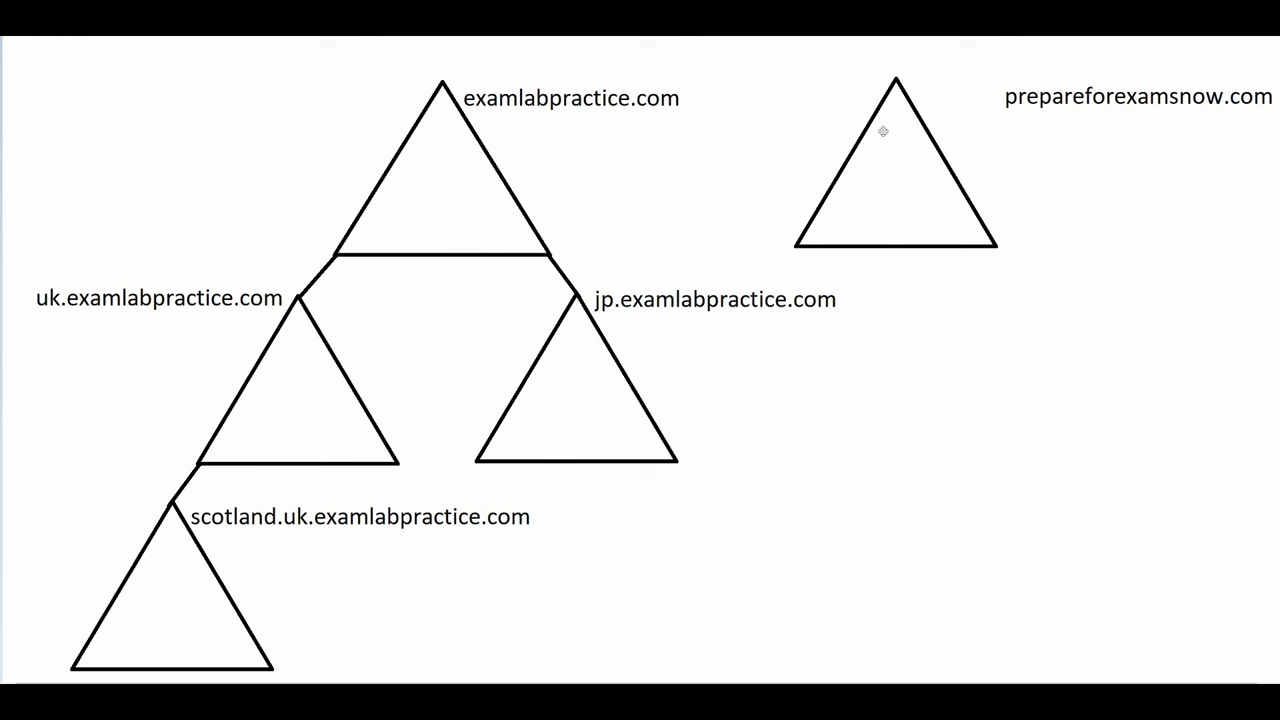 examlabpractice.com
prepareforexamsnow.com
uk.examlabpractice.com
jp.examlabpractice.com
scotland.uk.examlabpractice.com